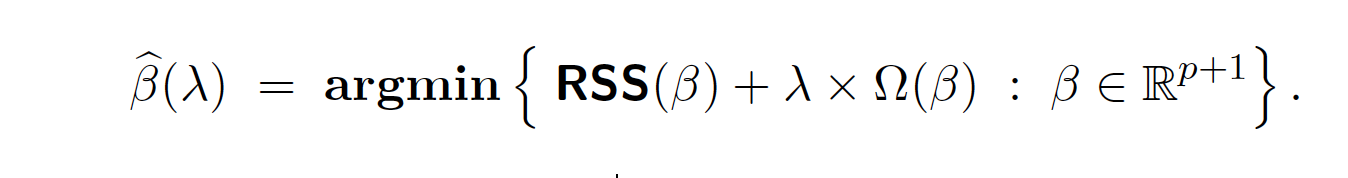 β̂(λ) = argmin { RSS(β) + λ × Ω(β) : β ∈ ℝ^{p+1} } .